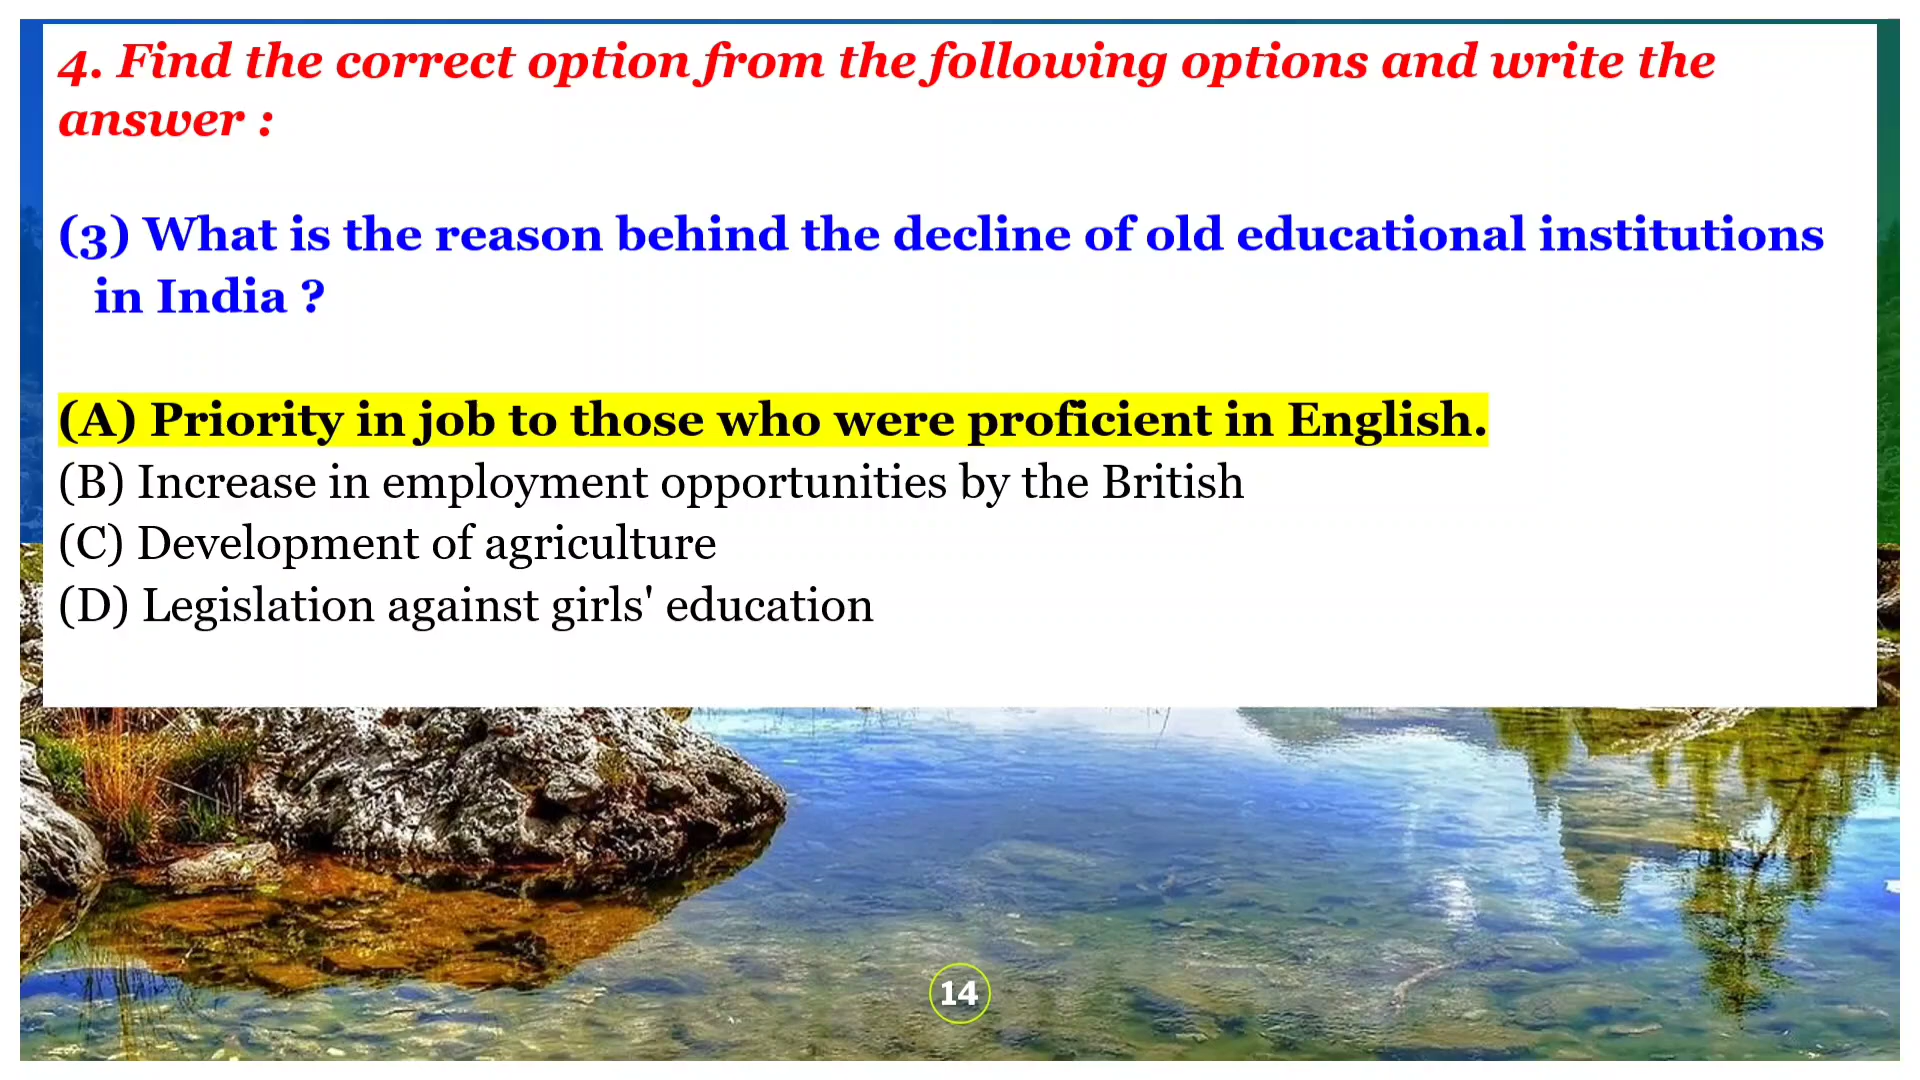 4. Find the correct option from the following options and write the
answer :
(3) What is the reason behind the decline of old educational institutions
in India ?
(A) Priority in job to those who were proficient in English.
(B) Increase in employment opportunities by the British
(C) Development of agriculture
(D) Legislation against girls' education
14